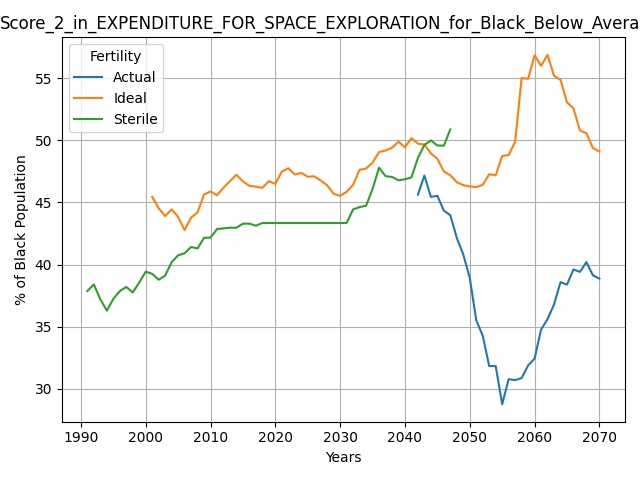 Score_2_in_EXPENDITURE_FOR_SPACE_EXPLORATION_for_Black_Below_Avera
Fertility
Actual
Ideal
Sterile
% of Black Population
55
50
45
40
35
30
1990 2000 2010 2020 2030 2040 2050 2060 2070
Years